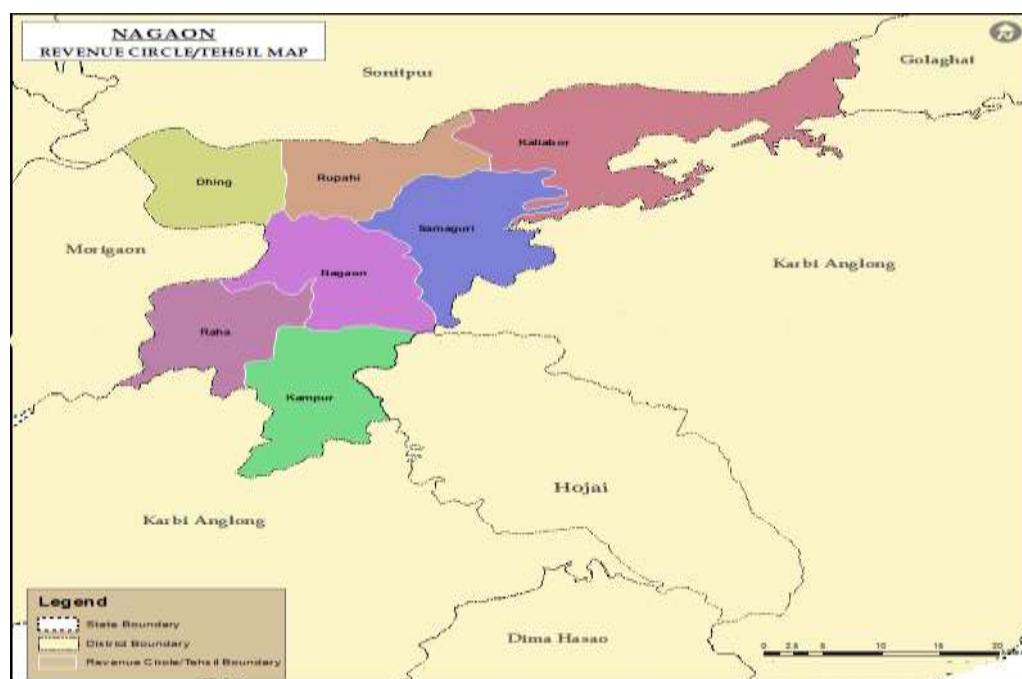 NAGAON
REVENUE CIRCLE/TEHSIL MAP
Sonitpur
Golaghat
Kaliabor
Dhing
Rupahi
Samaguri
Morigaon
Nagaon
Karbi Anglong
Raha
Kampur
Hojai
Karbi Anglong
Legend
State Boundary
District Boundary
Revenue Circle/Tehsil Boundary
Dima Hasao
0 2.5 5 10 15 20